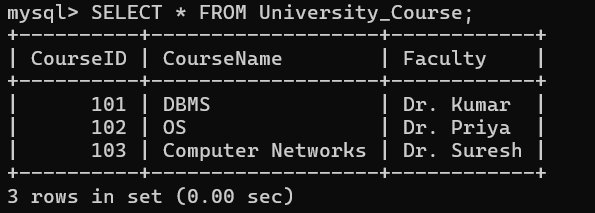 mysql> SELECT * FROM University_Course;
+----------+-------------------+------------+
| CourseID | CourseName        | Faculty    |
+----------+-------------------+------------+
|      101 | DBMS              | Dr. Kumar  |
|      102 | OS                | Dr. Priya  |
|      103 | Computer Networks | Dr. Suresh |
+----------+-------------------+------------+
3 rows in set (0.00 sec)